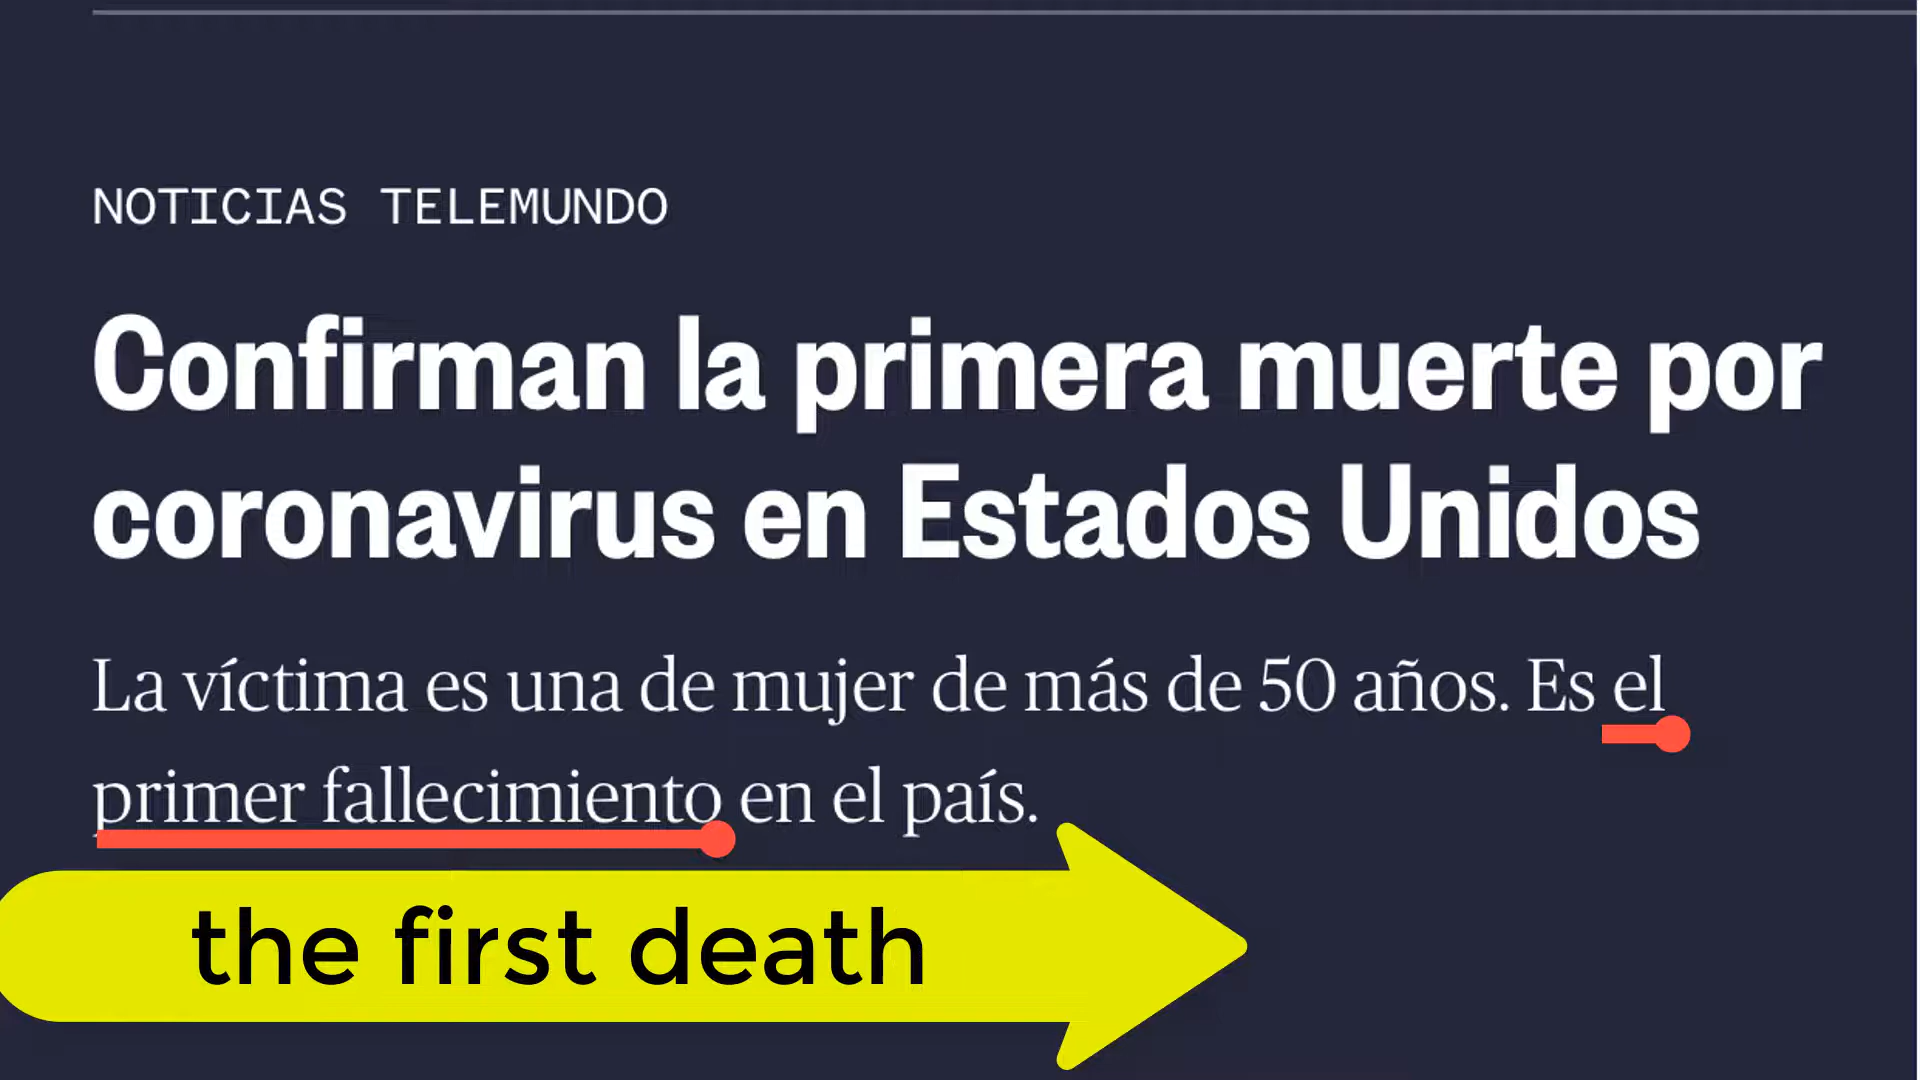 NOTICIAS TELEMUNDO
Confirman la primera muerte por
coronavirus en Estados Unidos
La víctima es una de mujer de más de 50 años. Es el
primer fallecimiento en el país.
the first death